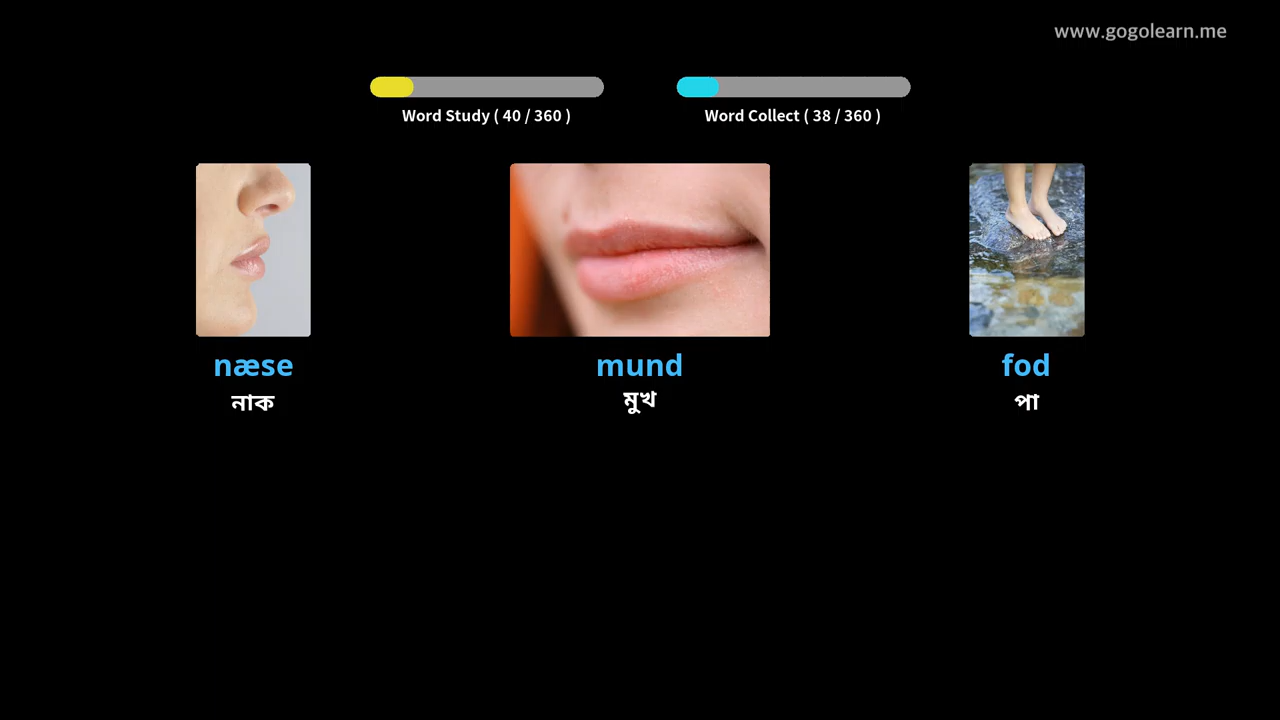 www.gogolearn.me
Word Study ( 40 / 360 )
Word Collect ( 38 / 360 )
næse
mund
fod
নাক
মুখ
পা